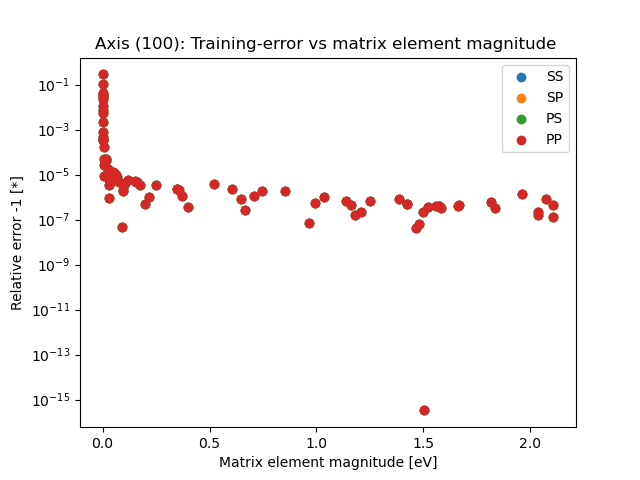 Axis (100): Training-error vs matrix element magnitude
SS
SP
PS
PP
Relative error -1 [*]
10⁻¹
10⁻³
10⁻⁵
10⁻⁷
10⁻⁹
10⁻¹¹
10⁻¹³
10⁻¹⁵
0.0 0.5 1.0 1.5 2.0
Matrix element magnitude [eV]